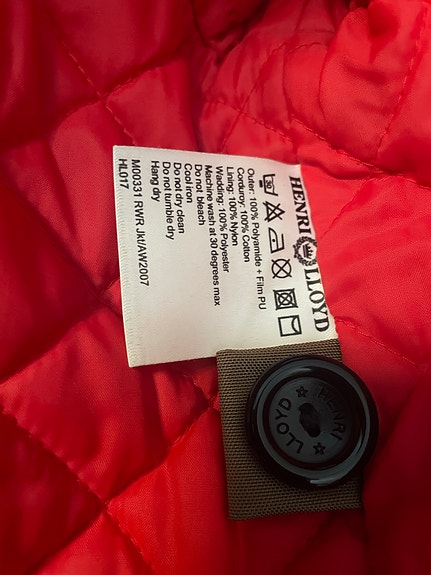 HENRI LLOYD
30
Outer: 100% Polyamide + Film PU
Corduroy: 100% Cotton
Lining: 100% Nylon
Wadding: 100% Polyester
Machine wash at 30 degrees max
Do not bleach
Cool iron
Do not dry clean
Do not tumble dry
Hang dry
M00331 RWR Jkt/AW2007
HL017
HENRI
LLOYD